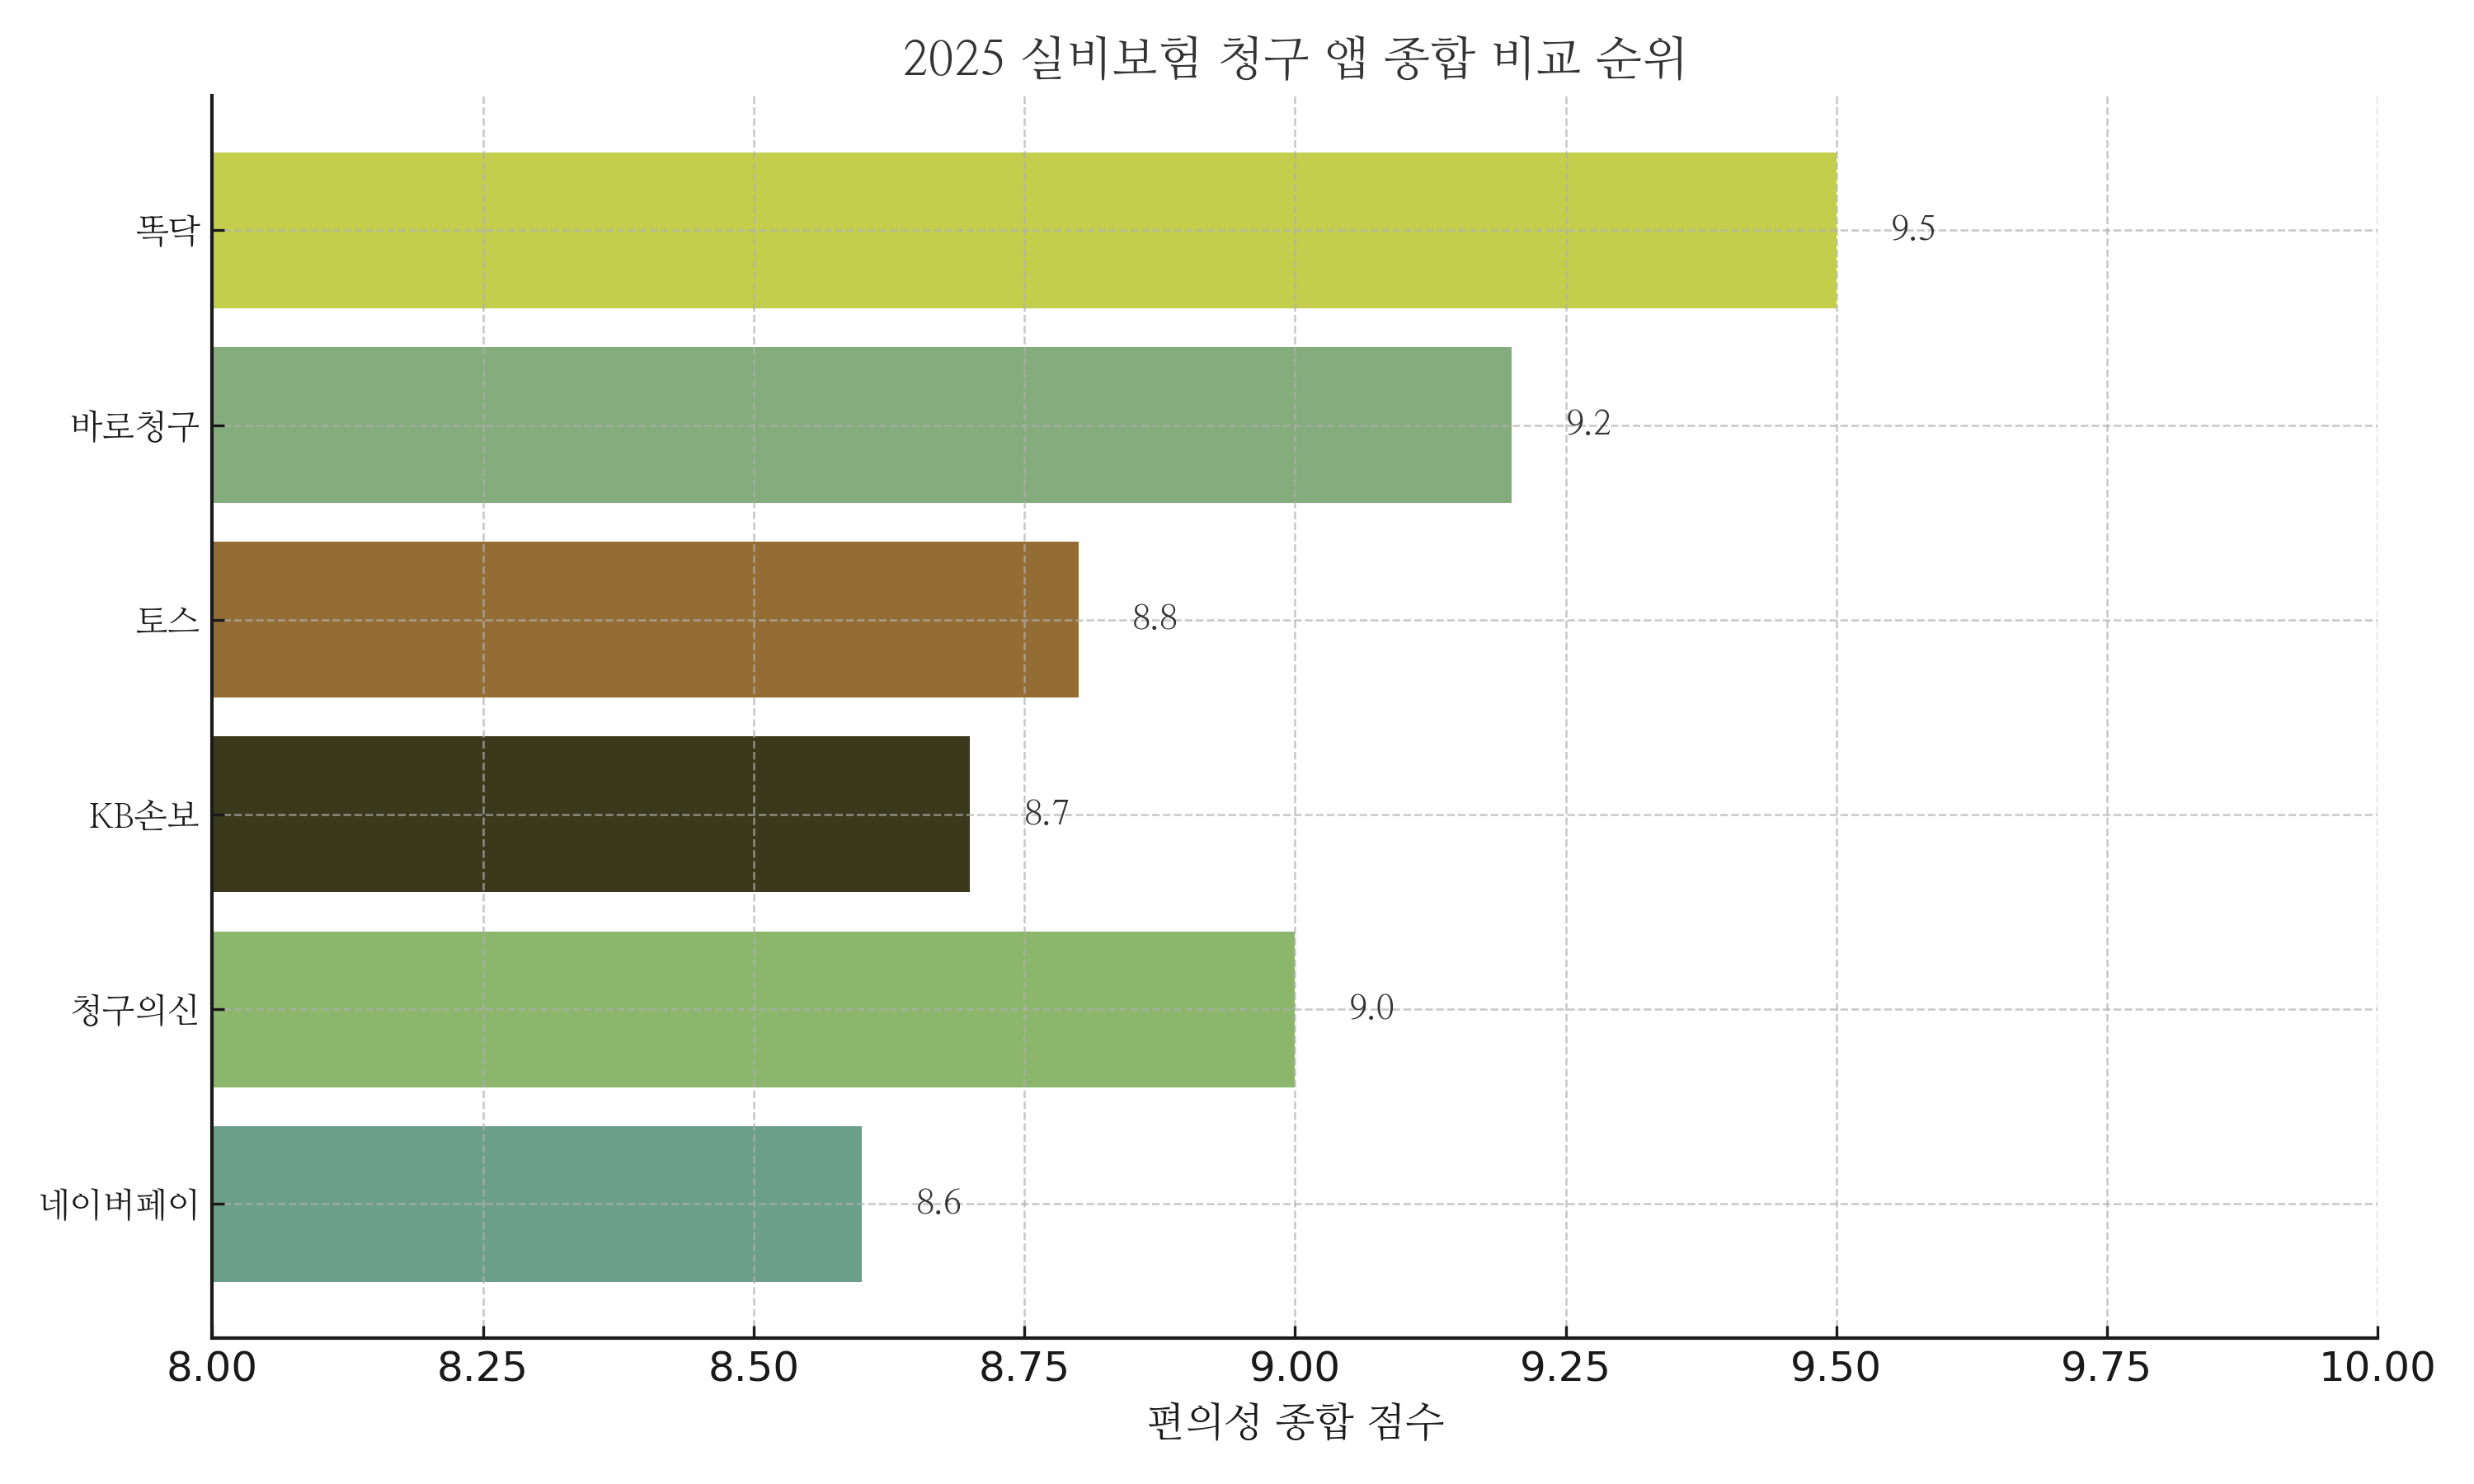 2025 실비보험 청구 앱 종합 비교 순위
똑닥 9.5
바로청구 9.2
토스 8.8
KB손보 8.7
청구의신 9.0
네이버페이 8.6
8.00 8.25 8.50 8.75 9.00 9.25 9.50 9.75 10.00
편의성 종합 점수